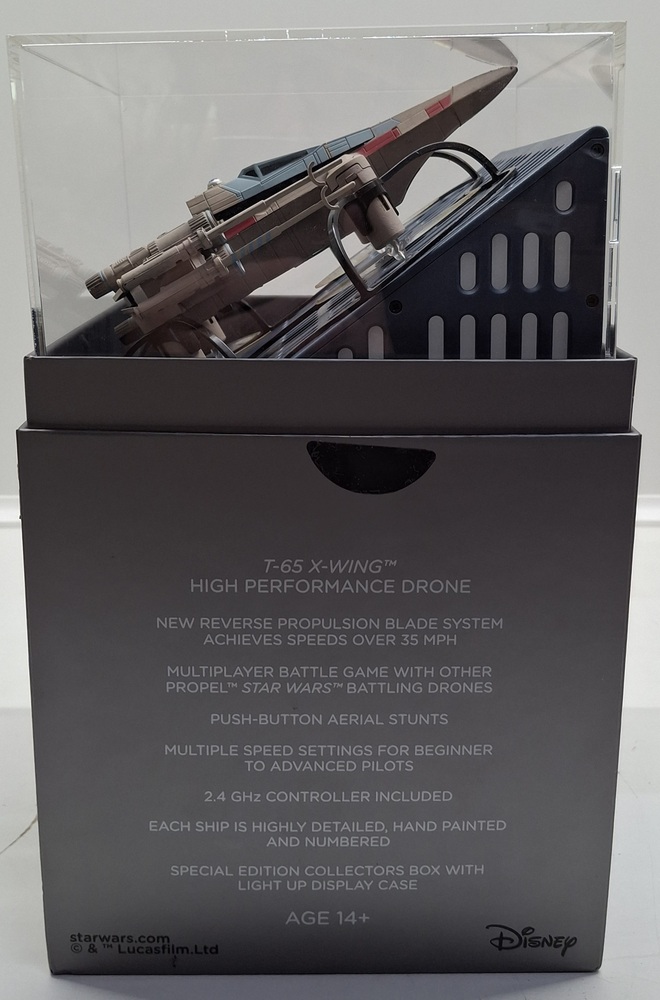 T-65 X-WING™
HIGH PERFORMANCE DRONE
NEW REVERSE PROPULSION BLADE SYSTEM
ACHIEVES SPEEDS OVER 35 MPH
MULTIPLAYER BATTLE GAME WITH OTHER
PROPEL™ STAR WARS™ BATTLING DRONES
PUSH-BUTTON AERIAL STUNTS
MULTIPLE SPEED SETTINGS FOR BEGINNER
TO ADVANCED PILOTS
2.4 GHz CONTROLLER INCLUDED
EACH SHIP IS HIGHLY DETAILED, HAND PAINTED
AND NUMBERED
SPECIAL EDITION COLLECTORS BOX WITH
LIGHT UP DISPLAY CASE
AGE 14+
starwars.com
© & ™ Lucasfilm.Ltd
Disney